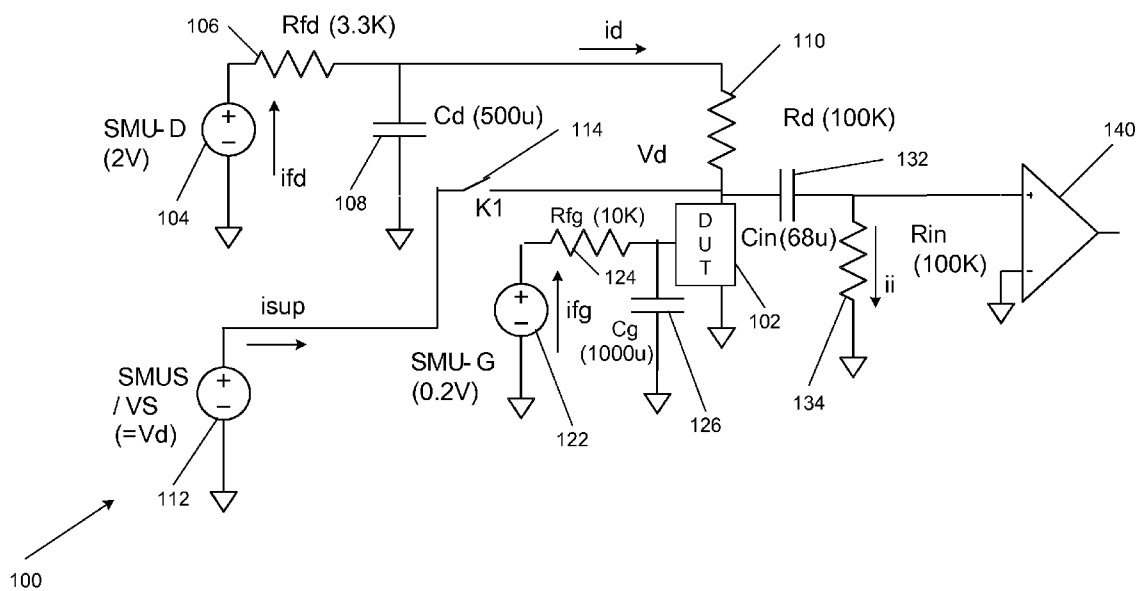 106
Rfd (3.3K)
id
110
+
−
SMU-D
(2V)
104
ifd
Cd (500u)
108
114
K1
Vd
Rd (100K)
132
140
+
-
Rfg (10K)
124
D
U
T
Cin(68u)
Rin
(100K)
ii
102
isup
+
−
ifg
SMU-G
(0.2V)
122
Cg
(1000u)
126
134
SMUS
/ VS
(=Vd)
+
−
112
100